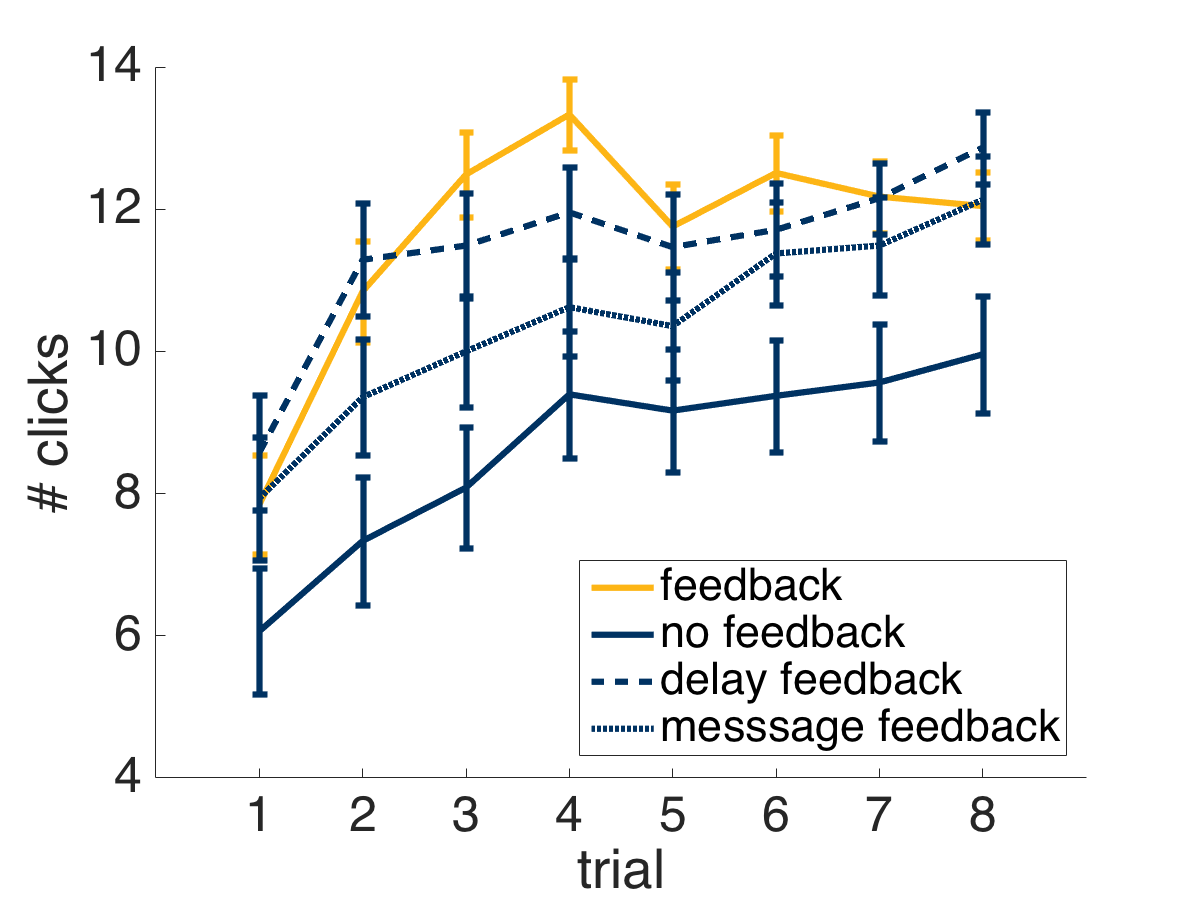 14
12
10
8
6
4
# clicks
feedback
no feedback
delay feedback
messsage feedback
1 2 3 4 5 6 7 8
trial